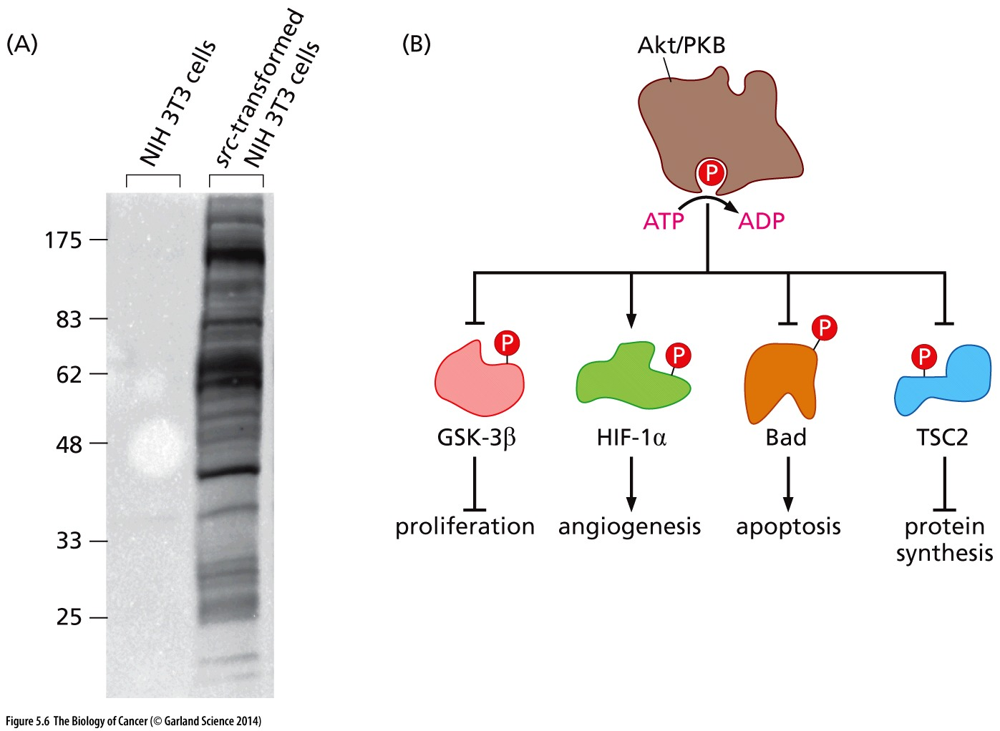 (A)
NIH 3T3 cells
src-transformed
NIH 3T3 cells
175
83
62
48
33
25
(B)
Akt/PKB
P
ATP
ADP
P
P
P
P
GSK-3β
HIF-1α
Bad
TSC2
proliferation
angiogenesis
apoptosis
protein
synthesis
Figure 5.6 The Biology of Cancer (© Garland Science 2014)